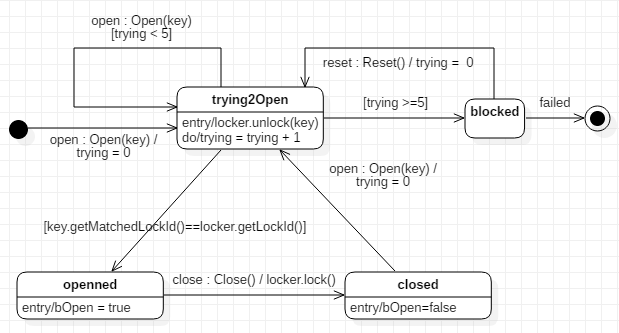 open : Open(key)
[trying < 5]
reset : Reset() / trying = 0
trying2Open
entry/locker.unlock(key)
do/trying = trying + 1
[trying >=5]
blocked
failed
open : Open(key) /
trying = 0
open : Open(key) /
trying = 0
[key.getMatchedLockId()==locker.getLockId()]
openned
entry/bOpen = true
close : Close() / locker.lock()
closed
entry/bOpen=false